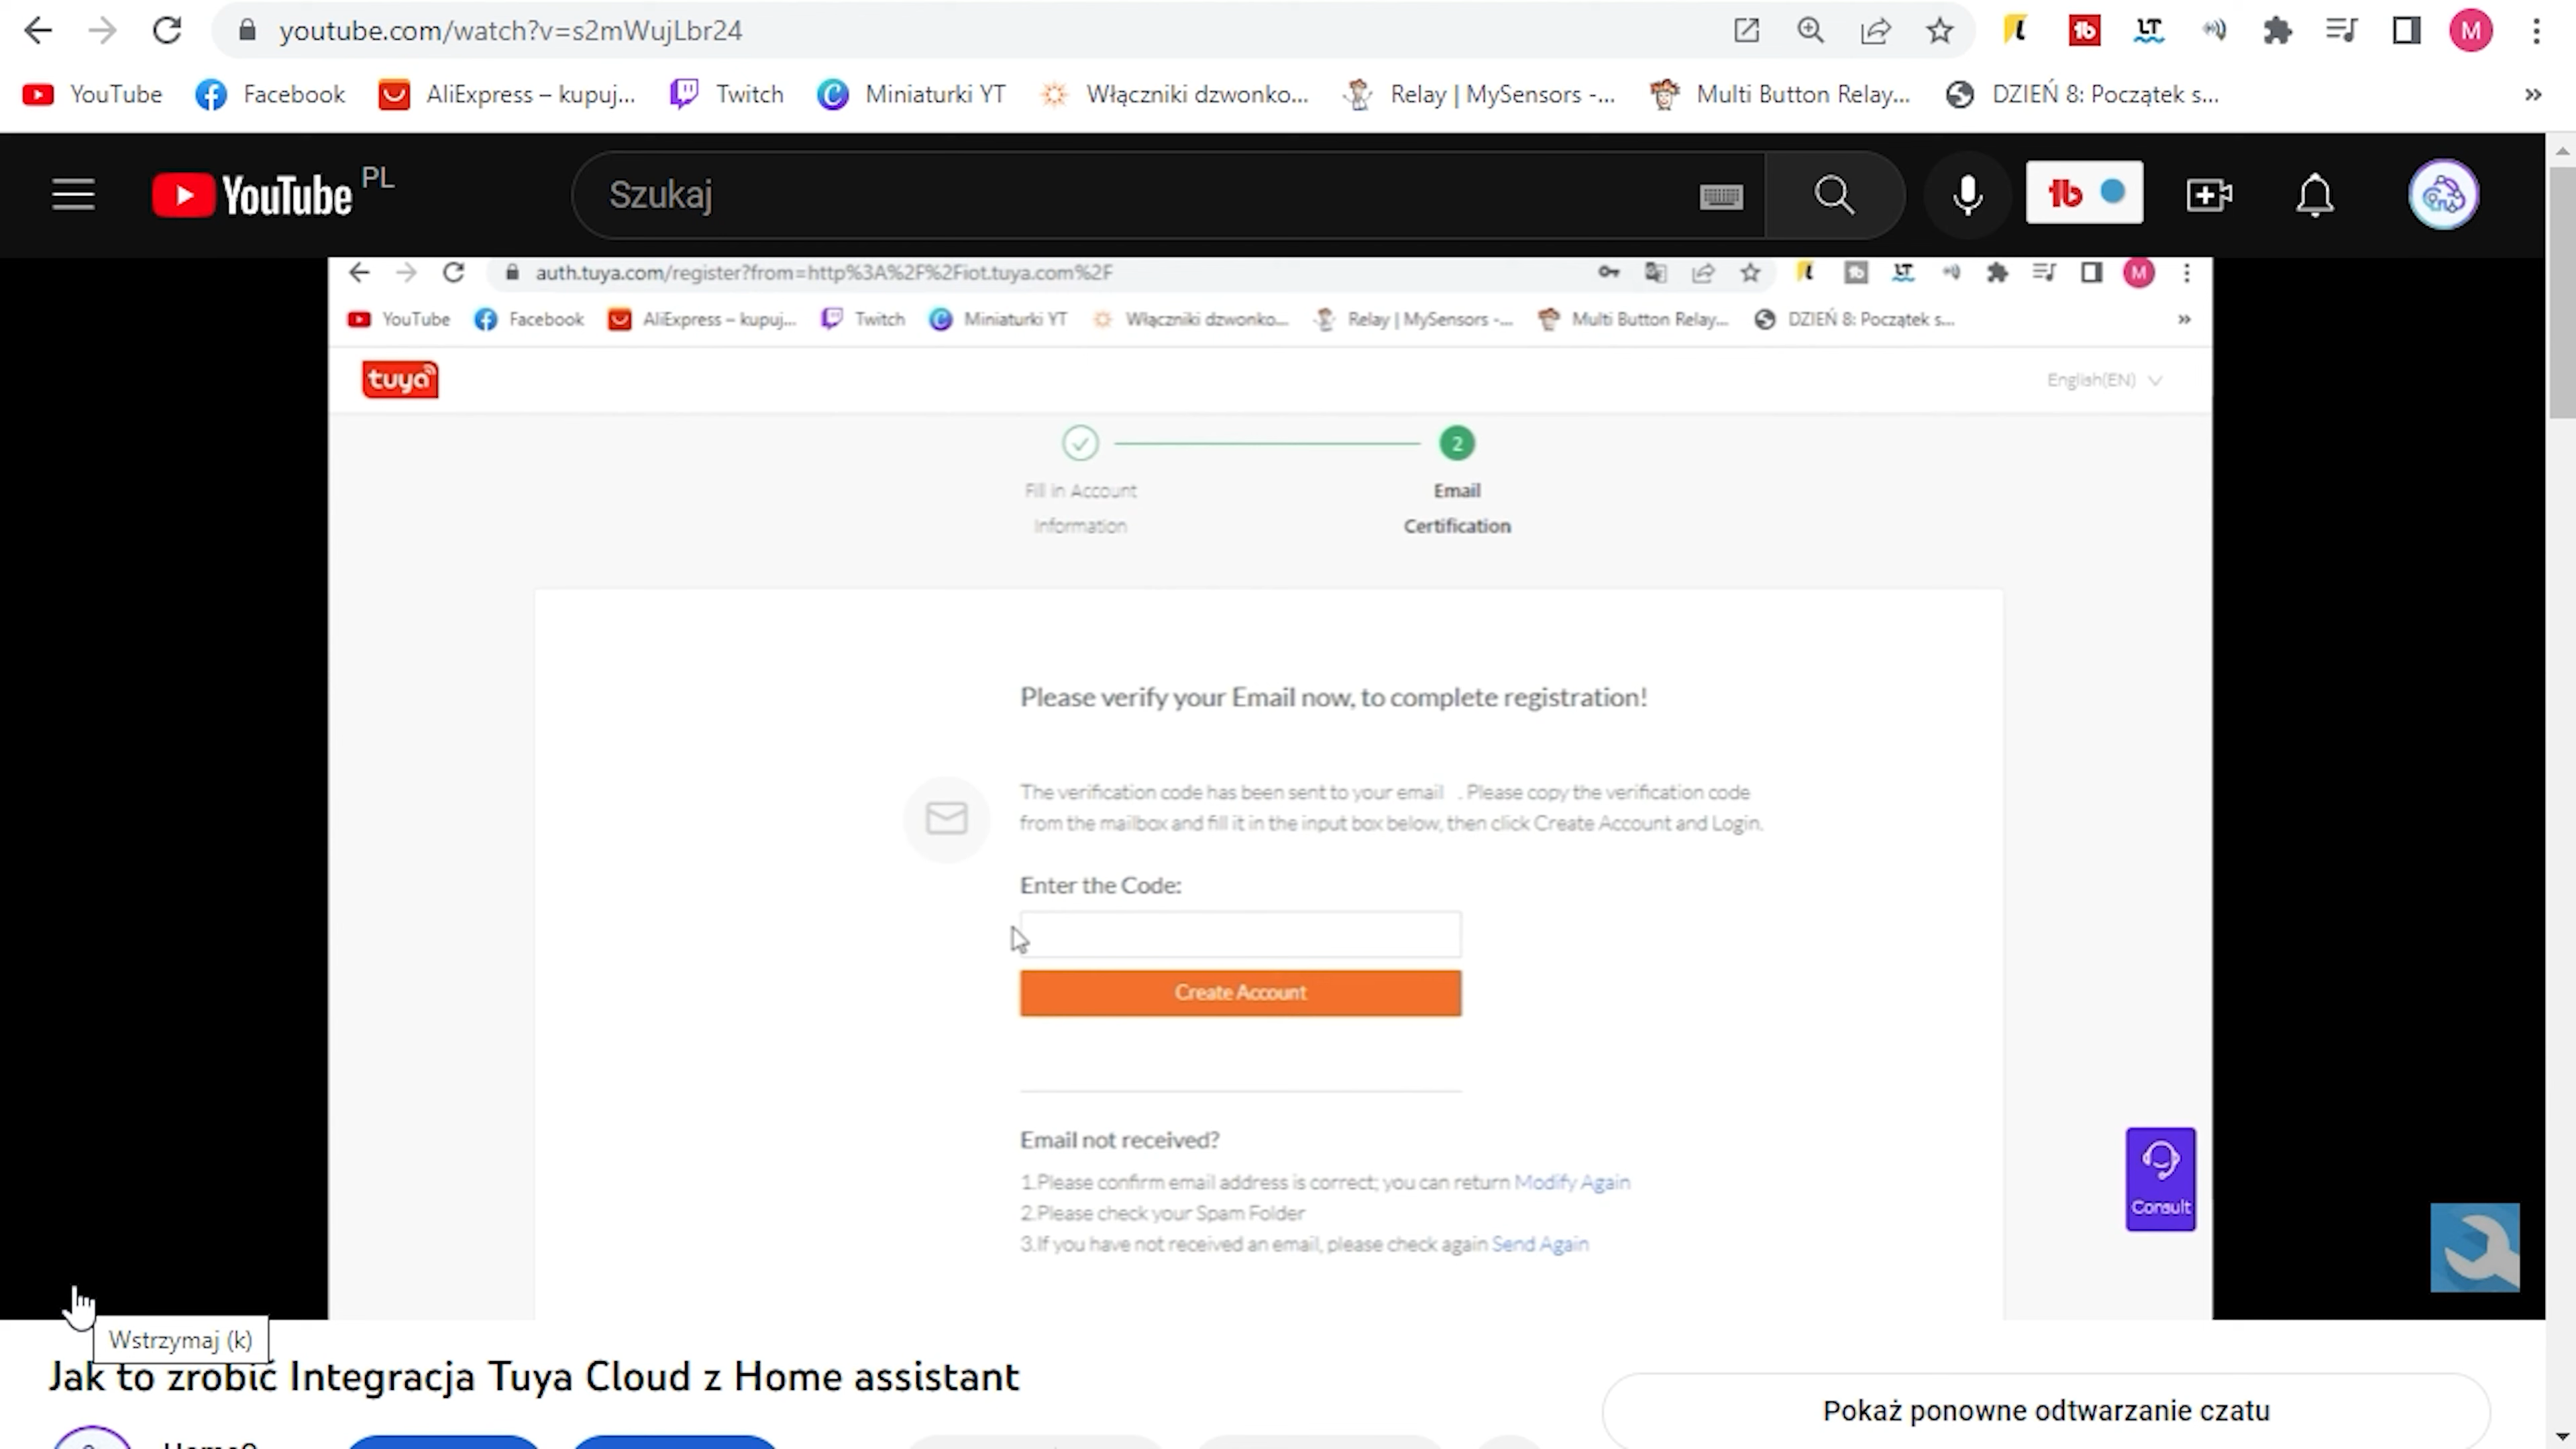 youtube.com/watch?v=s2mWujLbr24
M
YouTube
Facebook
AliExpress – kupuj...
Twitch
Miniaturki YT
Włączniki dzwonko...
Relay | MySensors -...
Multi Button Relay...
DZIEŃ 8: Początek s...
»
YouTube PL
Szukaj
auth.tuya.com/register?from=http%3A%2F%2Fiot.tuya.com%2F
M
YouTube
Facebook
AliExpress – kupuj...
Twitch
Miniaturki YT
Włączniki dzwonko...
Relay | MySensors -...
Multi Button Relay...
DZIEŃ 8: Początek s...
»
tuya
English(EN)
2
Fill in Account
Information
Email
Certification
Please verify your Email now, to complete registration!
The verification code has been sent to your email . Please copy the verification code
from the mailbox and fill it in the input box below, then click Create Account and Login.
Enter the Code:
Create Account
Email not received?
1.Please confirm email address is correct; you can return Modify Again
2.Please check your Spam Folder
3.If you have not received an email, please check again Send Again
Consult
Wstrzymaj (k)
Jak to zrobić Integracja Tuya Cloud z Home assistant
Pokaż ponowne odtwarzanie czatu